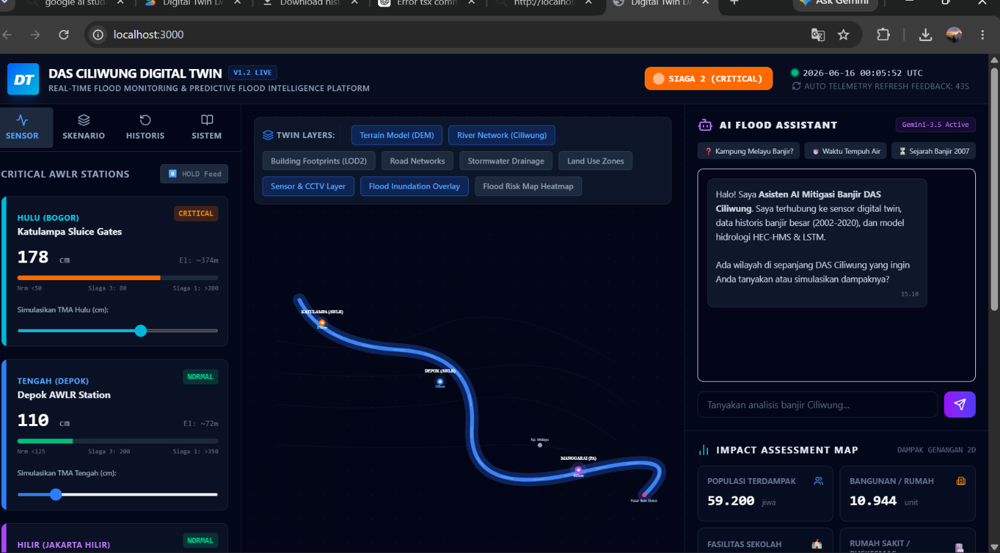 google ai studi
Digital Twin DA
Download hist
Error tsx comm
http://localhos
Digital Twin DA
Ask Gemini
localhost:3000
DT
DAS CILIWUNG DIGITAL TWIN
V1.2 LIVE
REAL-TIME FLOOD MONITORING & PREDICTIVE FLOOD INTELLIGENCE PLATFORM
SIAGA 2 (CRITICAL)
2026-06-16 00:05:52 UTC
AUTO TELEMETRY REFRESH FEEDBACK: 43S
SENSOR
SKENARIO
HISTORIS
SISTEM
CRITICAL AWLR STATIONS
HOLD Feed
HULU (BOGOR)
CRITICAL
Katulampa Sluice Gates
178 cm
El: ~374m
Nrm <50
Siaga 3: 80
Siaga 1: >200
Simulasikan TMA Hulu (cm):
TENGAH (DEPOK)
NORMAL
Depok AWLR Station
110 cm
El: ~72m
Nrm <125
Siaga 3: 200
Siaga 1: >350
Simulasikan TMA Tengah (cm):
HILIR (JAKARTA HILIR)
NORMAL
TWIN LAYERS:
Terrain Model (DEM)
River Network (Ciliwung)
Building Footprints (LOD2)
Road Networks
Stormwater Drainage
Land Use Zones
Sensor & CCTV Layer
Flood Inundation Overlay
Flood Risk Map Heatmap
KATULAMPA (AWLR)
DEPOK (AWLR)
Kp. Melayu
MANGGARAI (PA)
Pasar Ikan Sluice
AI FLOOD ASSISTANT
Gemini-3.5 Active
Kampung Melayu Banjir?
Waktu Tempuh Air
Sejarah Banjir 2007
Halo! Saya Asisten AI Mitigasi Banjir DAS
Ciliwung. Saya terhubung ke sensor digital twin,
data historis banjir besar (2002-2020), dan model
hidrologi HEC-HMS & LSTM.
Ada wilayah di sepanjang DAS Ciliwung yang ingin
Anda tanyakan atau simulasikan dampaknya?
15.10
Tanyakan analisis banjir Ciliwung...
IMPACT ASSESSMENT MAP
DAMPAK GENANGAN 2D
POPULASI TERDAMPAK
59.200 jiwa
BANGUNAN / RUMAH
10.944 unit
FASILITAS SEKOLAH
RUMAH SAKIT /